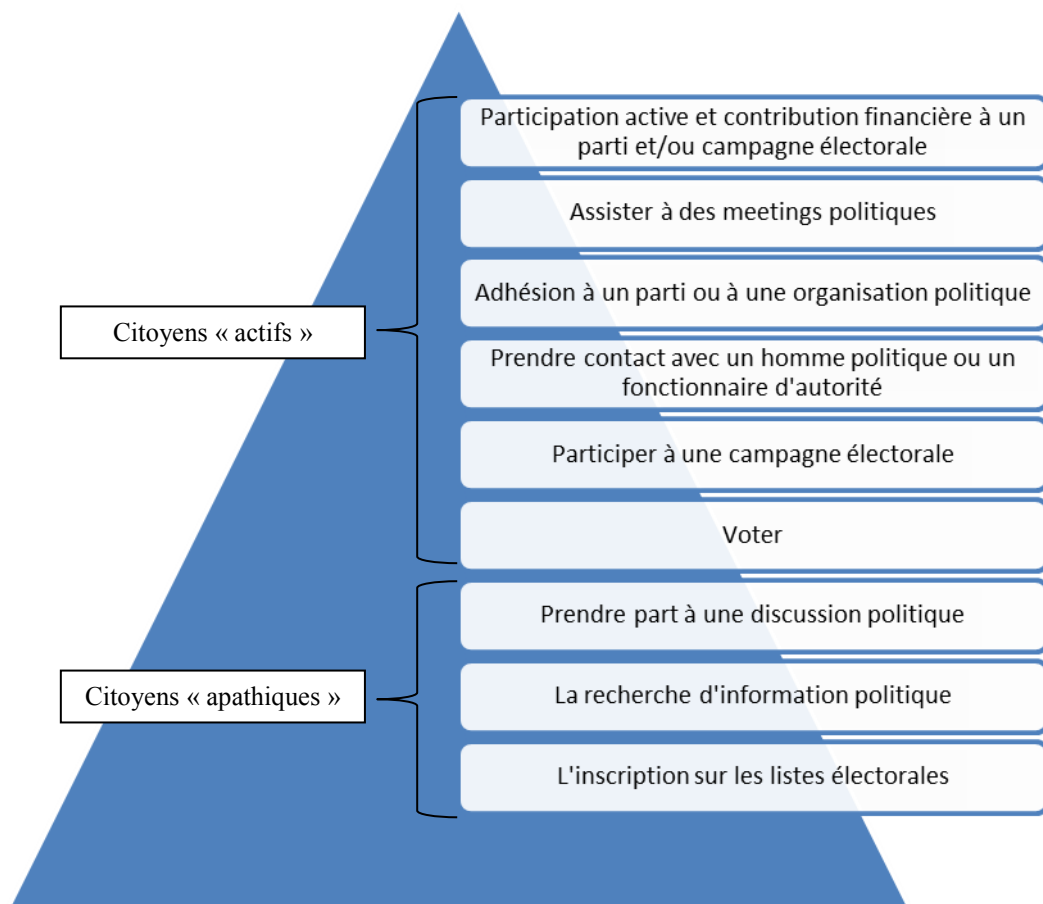 Participation active et contribution financière à un
parti et/ou campagne électorale
Assister à des meetings politiques
Adhésion à un parti ou à une organisation politique
Citoyens « actifs »
Prendre contact avec un homme politique ou un
fonctionnaire d'autorité
Participer à une campagne électorale
Voter
Prendre part à une discussion politique
Citoyens « apathiques »
La recherche d'information politique
L'inscription sur les listes électorales